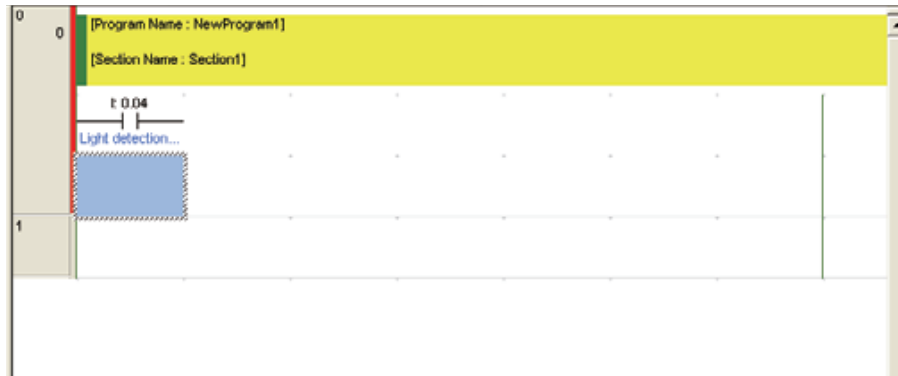 0
0
[Program Name : NewProgram1]
[Section Name : Section1]
I: 0.04
Light detection...
1